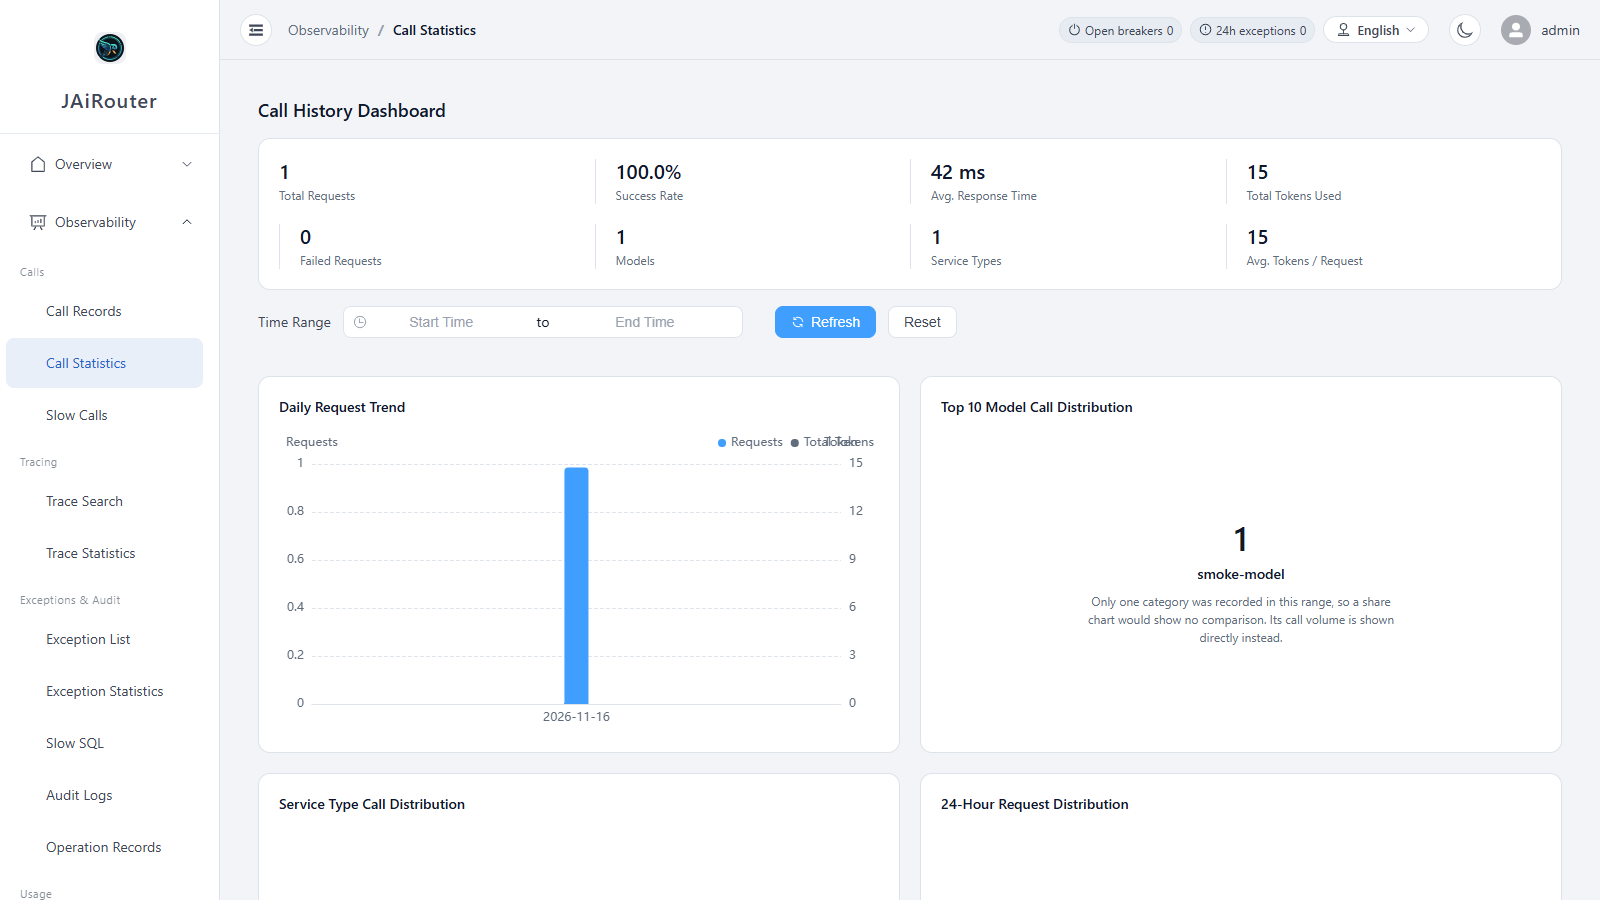 JAiRouter
Overview
Observability
Calls
Call Records
Call Statistics
Slow Calls
Tracing
Trace Search
Trace Statistics
Exceptions & Audit
Exception List
Exception Statistics
Slow SQL
Audit Logs
Operation Records
Usage
Observability / Call Statistics
Open breakers 0
24h exceptions 0
English
admin
Call History Dashboard
1
Total Requests
100.0%
Success Rate
42 ms
Avg. Response Time
15
Total Tokens Used
0
Failed Requests
1
Models
1
Service Types
15
Avg. Tokens / Request
Time Range
Start Time
to
End Time
Refresh
Reset
Daily Request Trend
Requests
Requests
Total Tokens
Tokens
1
0.8
0.6
0.4
0.2
0
15
12
9
6
3
0
2026-11-16
Top 10 Model Call Distribution
1
smoke-model
Only one category was recorded in this range, so a share
chart would show no comparison. Its call volume is shown
directly instead.
Service Type Call Distribution
24-Hour Request Distribution